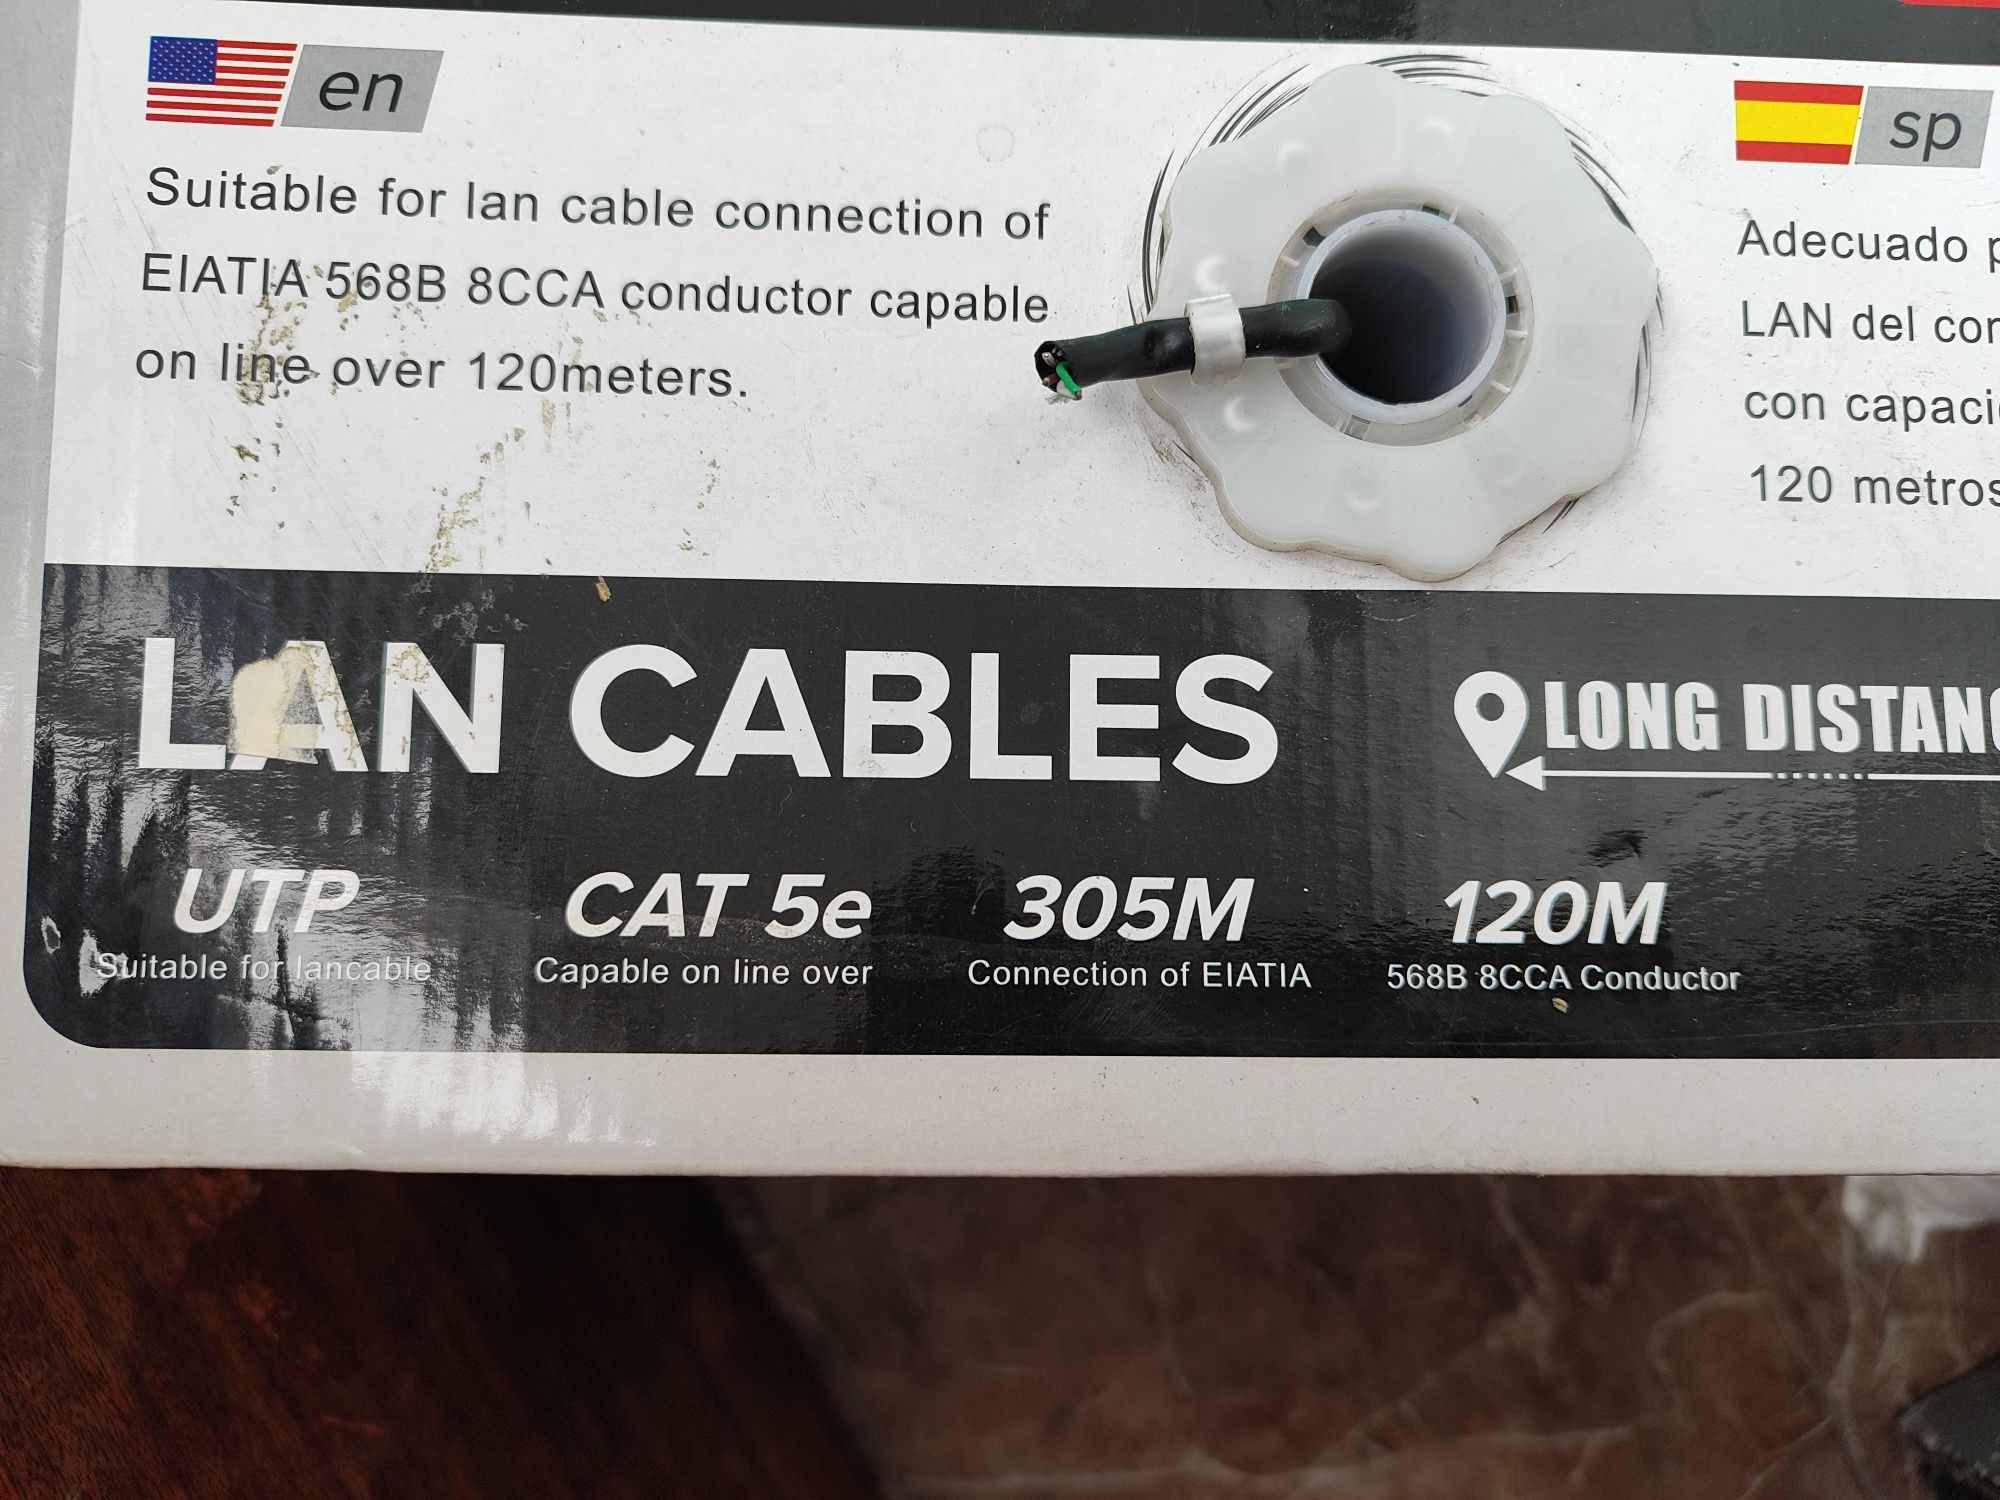 en
Suitable for lan cable connection of
EIATIA 568B 8CCA conductor capable
on line over 120meters.
sp
Adecuado
LAN del
con
120 metros
LAN CABLES
LONG
UTP
Suitable for lancable
CAT 5e
Capable on line over
305M
Connection of EIATIA
120M
568B 8CCA Conductor